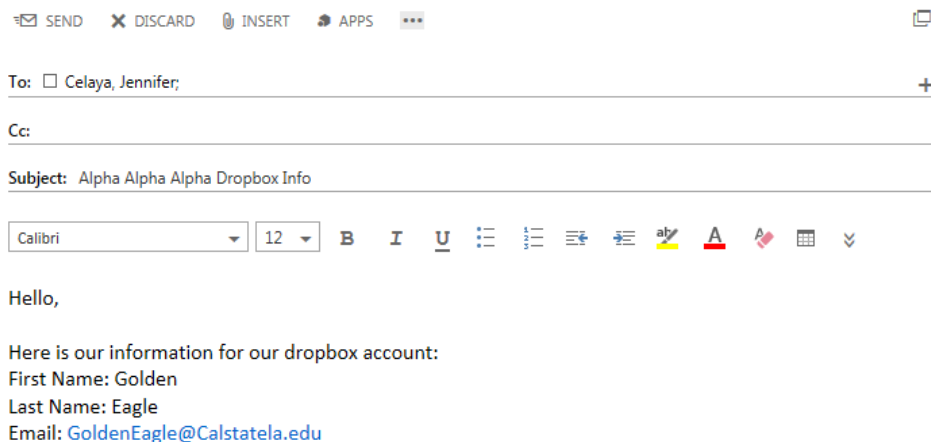 SEND DISCARD INSERT APPS •••
To: Celaya, Jennifer;
Cc:
Subject: Alpha Alpha Alpha Dropbox Info
Calibri 12 B I U ab A A
Hello,
Here is our information for our dropbox account:
First Name: Golden
Last Name: Eagle
Email: GoldenEagle@Calstatela.edu